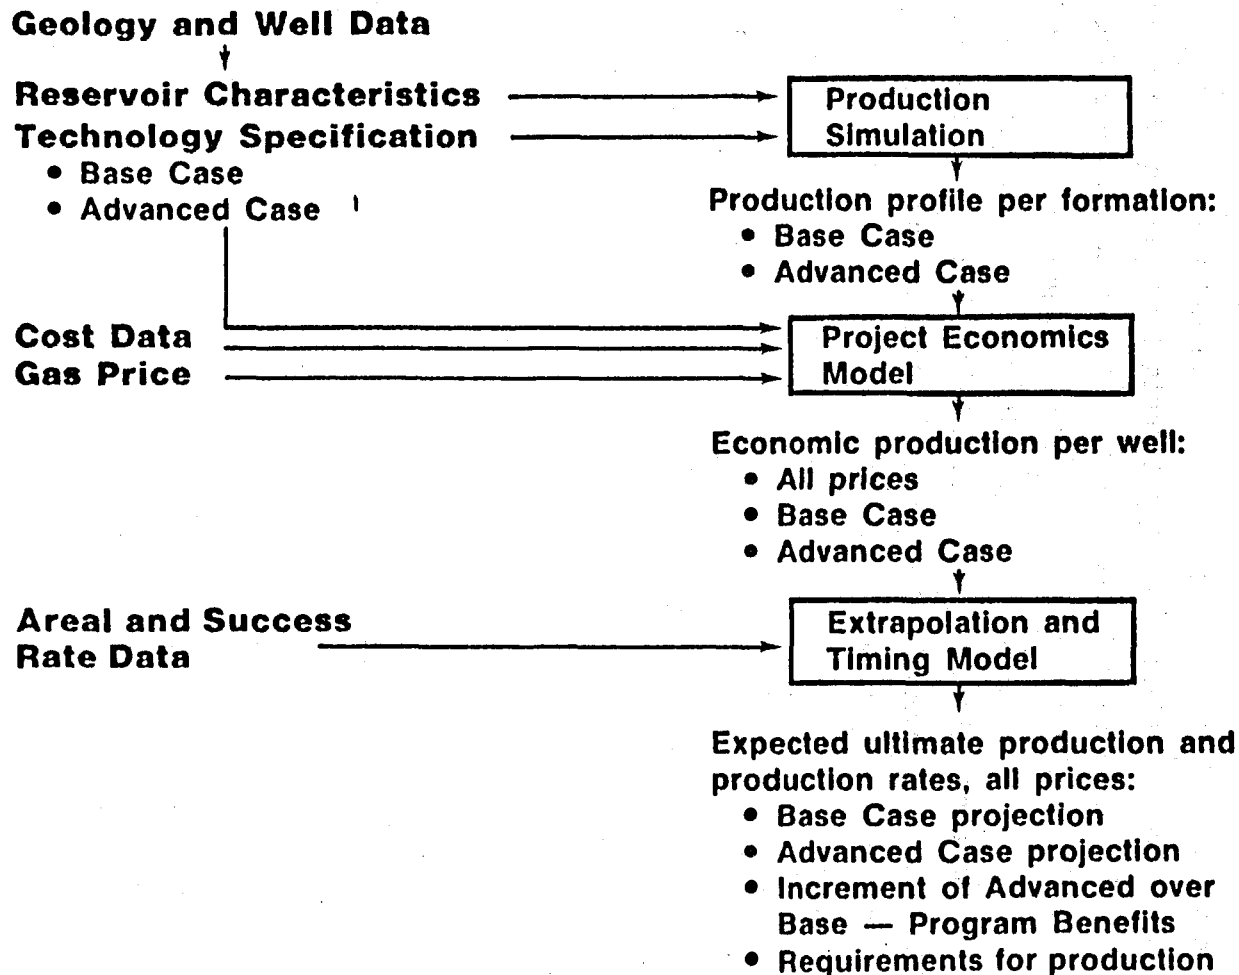 Geology and Well Data
Reservoir Characteristics
Technology Specification
• Base Case
• Advanced Case
Production
Simulation
Production profile per formation:
• Base Case
• Advanced Case
Cost Data
Gas Price
Project Economics
Model
Economic production per well:
• All prices
• Base Case
• Advanced Case
Areal and Success
Rate Data
Extrapolation and
Timing Model
Expected ultimate production and
production rates, all prices:
• Base Case projection
• Advanced Case projection
• Increment of Advanced over
Base — Program Benefits
• Requirements for production